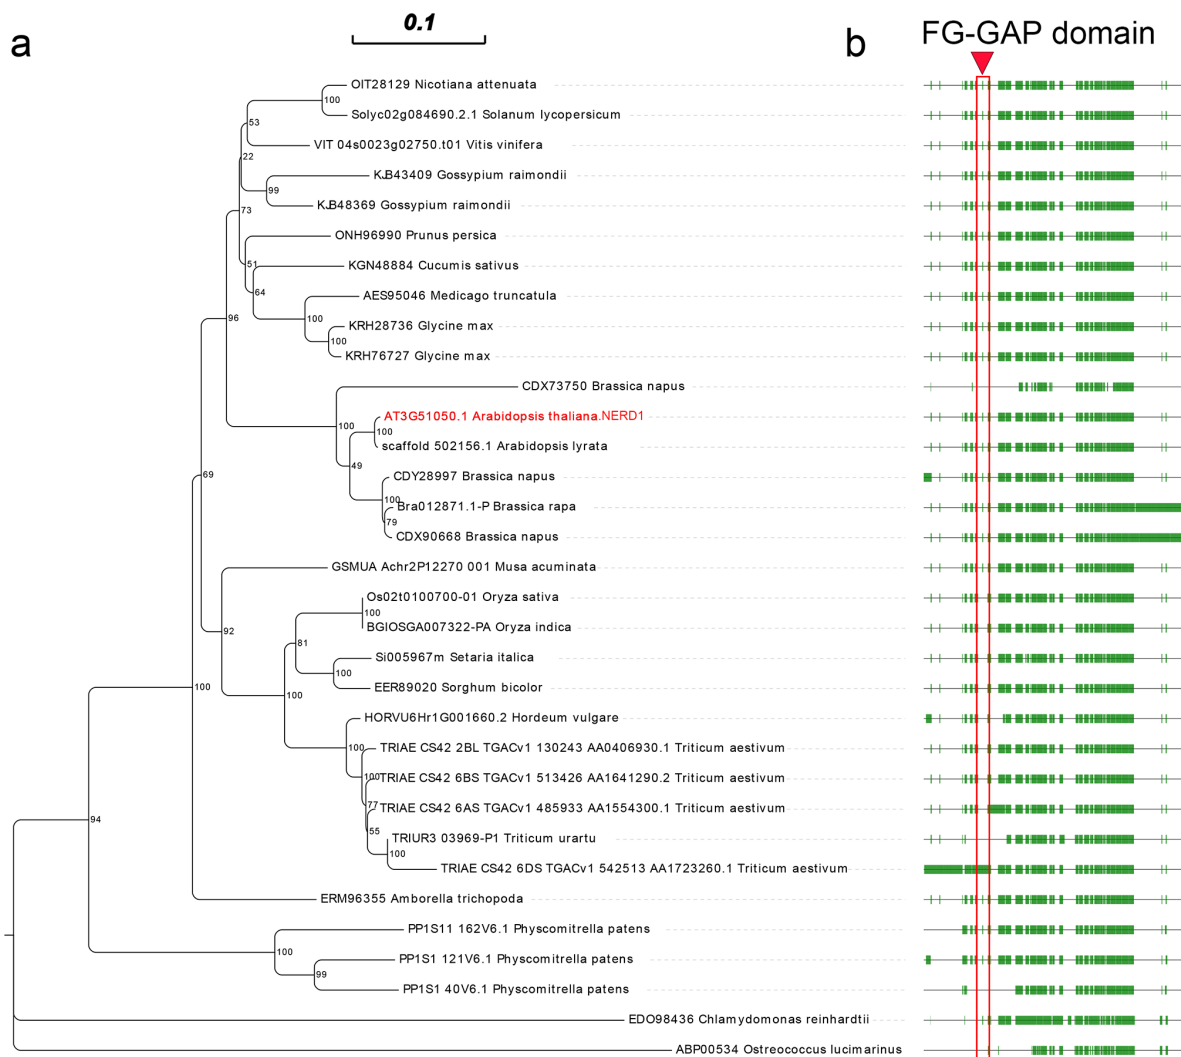 a
0.1
b
FG-GAP domain
OIT28129 Nicotiana attenuata
100
Solyc02g084690.2.1 Solanum lycopersicum
53
VIT 04s0023g02750.t01 Vitis vinifera
22
KJB43409 Gossypium raimondii
99
KJB48369 Gossypium raimondii
73
ONH96990 Prunus persica
51
KGN48884 Cucumis sativus
64
AES95046 Medicago truncatula
96
100
KRH28736 Glycine max
100
KRH76727 Glycine max
CDX73750 Brassica napus
AT3G51050.1 Arabidopsis thaliana.NERD1
100
100
scaffold 502156.1 Arabidopsis lyrata
49
69
CDY28997 Brassica napus
100
Bra012871.1-P Brassica rapa
79
CDX90668 Brassica napus
GSMUA Achr2P12270 001 Musa acuminata
Os02t0100700-01 Oryza sativa
100
BGIOSGA007322-PA Oryza indica
92
81
Si005967m Setaria italica
100
EER89020 Sorghum bicolor
100
100
HORVU6Hr1G001660.2 Hordeum vulgare
100
TRIAE CS42 2BL TGACv1 130243 AA0406930.1 Triticum aestivum
100
TRIAE CS42 6BS TGACv1 513426 AA1641290.2 Triticum aestivum
77
TRIAE CS42 6AS TGACv1 485933 AA1554300.1 Triticum aestivum
94
55
TRIUR3 03969-P1 Triticum urartu
100
TRIAE CS42 6DS TGACv1 542513 AA1723260.1 Triticum aestivum
ERM96355 Amborella trichopoda
PP1S11 162V6.1 Physcomitrella patens
100
PP1S1 121V6.1 Physcomitrella patens
99
PP1S1 40V6.1 Physcomitrella patens
EDO98436 Chlamydomonas reinhardtii
ABP00534 Ostreococcus lucimarinus